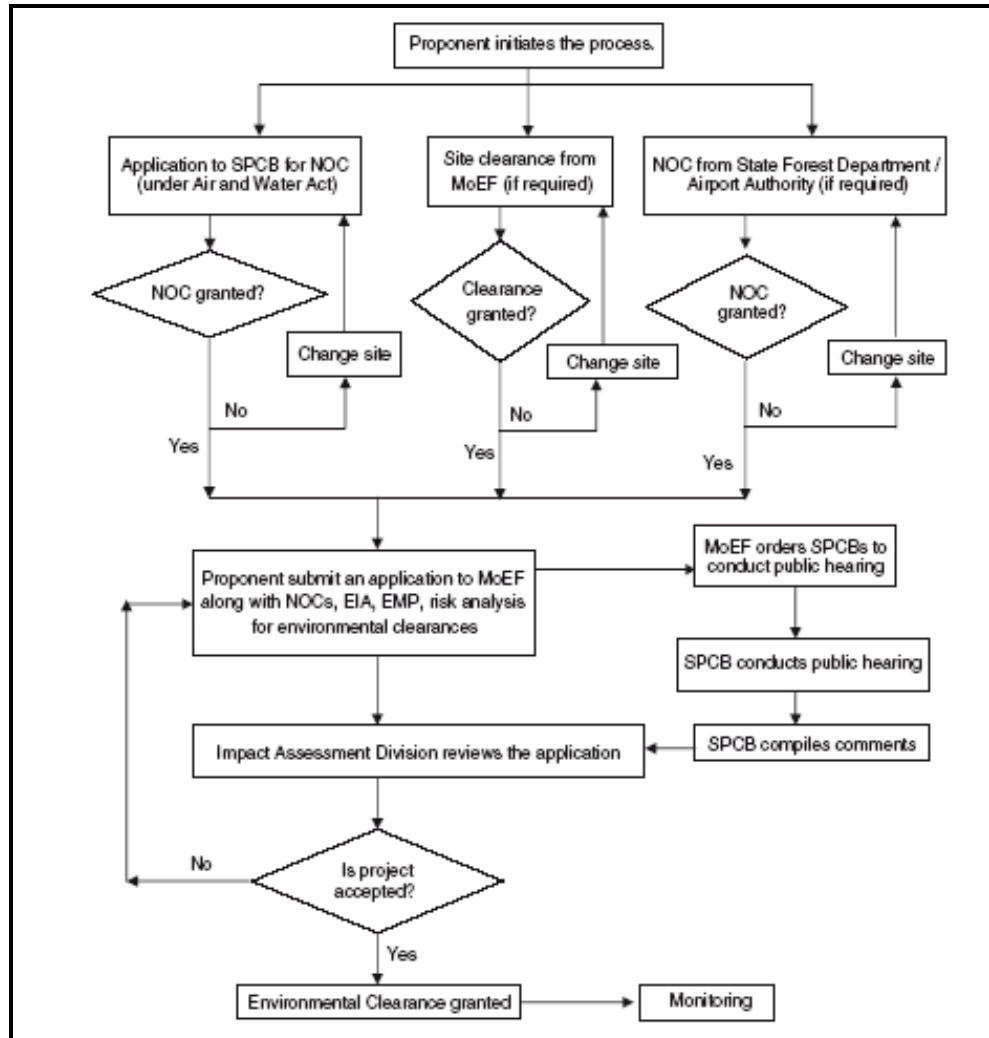 Proponent initiates the process.
Application to SPCB for NOC
(under Air and Water Act)
Site clearance from
MoEF (if required)
NOC from State Forest Department /
Airport Authority (if required)
NOC granted?
Clearance
granted?
NOC
granted?
Change site
Change site
Change site
No
No
No
Yes
Yes
Yes
Proponent submit an application to MoEF
along with NOCs, EIA, EMP, risk analysis
for environmental clearances
MoEF orders SPCBs to
conduct public hearing
SPCB conducts public hearing
SPCB compiles comments
Impact Assessment Division reviews the application
Is project
accepted?
No
Yes
Environmental Clearance granted
Monitoring